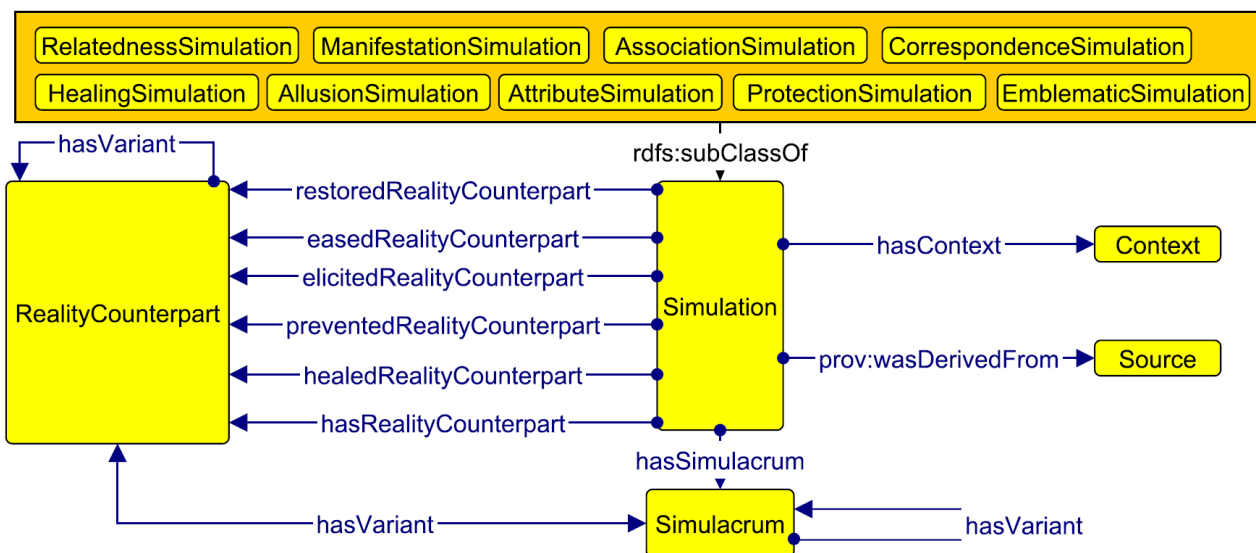 RelatednessSimulation
ManifestationSimulation
AssociationSimulation
CorrespondenceSimulation
HealingSimulation
AllusionSimulation
AttributeSimulation
ProtectionSimulation
EmblematicSimulation
hasVariant
rdfs:subClassOf
RealityCounterpart
restoredRealityCounterpart
easedRealityCounterpart
elicitedRealityCounterpart
preventedRealityCounterpart
healedRealityCounterpart
hasRealityCounterpart
Simulation
hasContext
Context
prov:wasDerivedFrom
Source
hasSimulacrum
hasVariant
Simulacrum
hasVariant